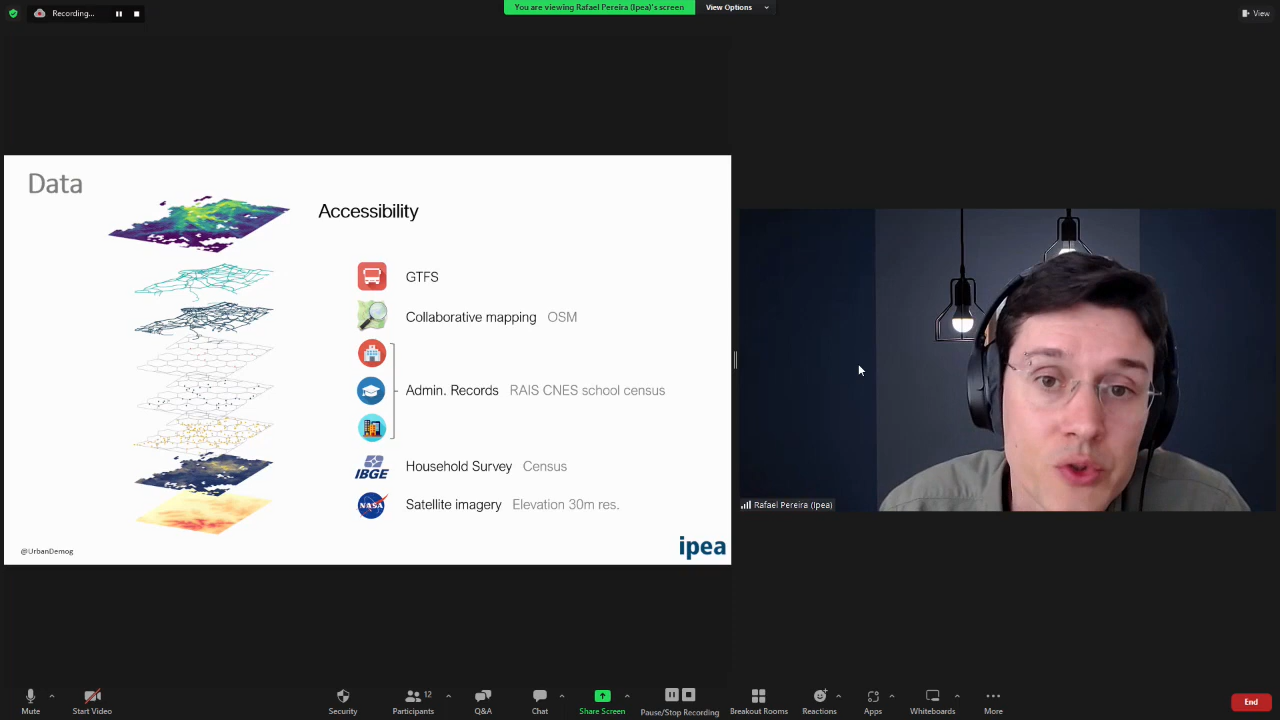 Recording...
You are viewing Rafael Pereira (Ipea)'s screen
View Options
View
Data
Accessibility
GTFS
Collaborative mapping OSM
Admin. Records RAIS CNES school census
IBGE
Household Survey Census
NASA
Satellite imagery Elevation 30m res.
@UrbanDemog
ipea
Rafael Pereira (Ipea)
Mute
Start Video
Security
Participants 12
Q&A
Chat
Share Screen
Pause/Stop Recording
Breakout Rooms
Reactions
Apps
Whiteboards
More
End